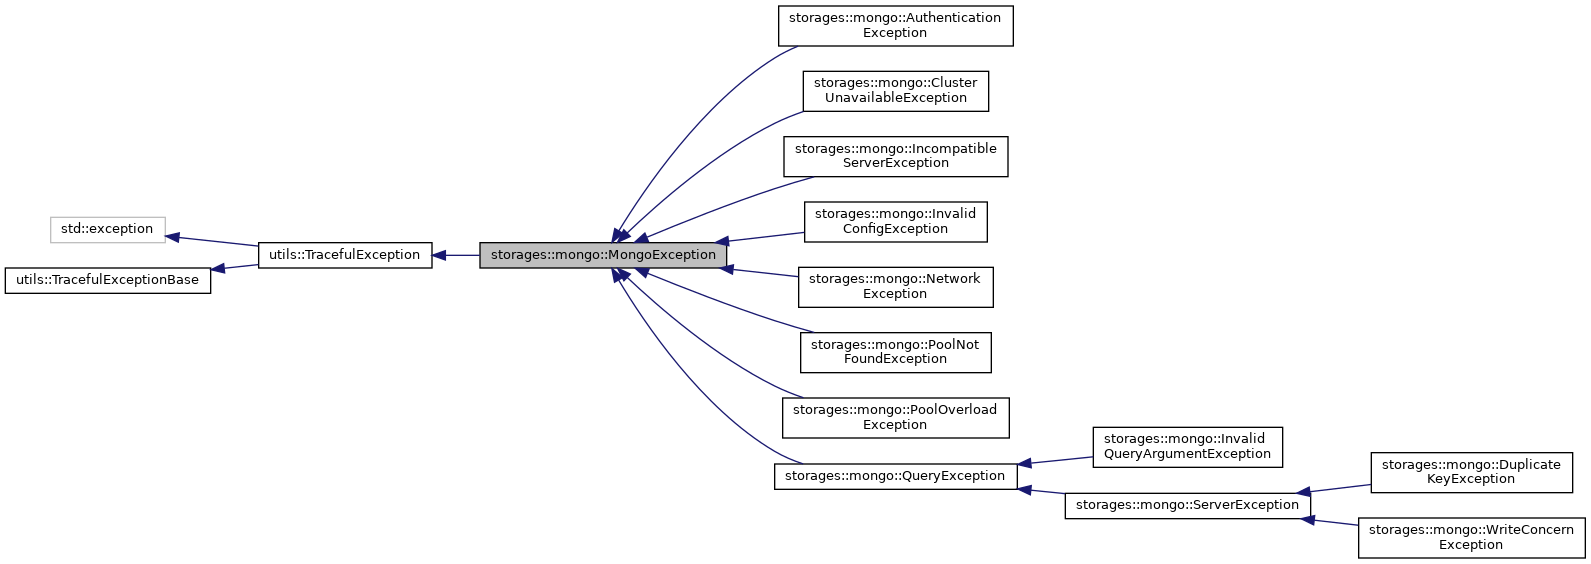 storages::mongo::Authentication
Exception
storages::mongo::Cluster
UnavailableException
storages::mongo::Incompatible
ServerException
storages::mongo::Invalid
ConfigException
std::exception
utils::TracefulException
storages::mongo::MongoException
utils::TracefulExceptionBase
storages::mongo::Network
Exception
storages::mongo::PoolNot
FoundException
storages::mongo::PoolOverload
Exception
storages::mongo::QueryException
storages::mongo::Invalid
QueryArgumentException
storages::mongo::ServerException
storages::mongo::Duplicate
KeyException
storages::mongo::WriteConcern
Exception